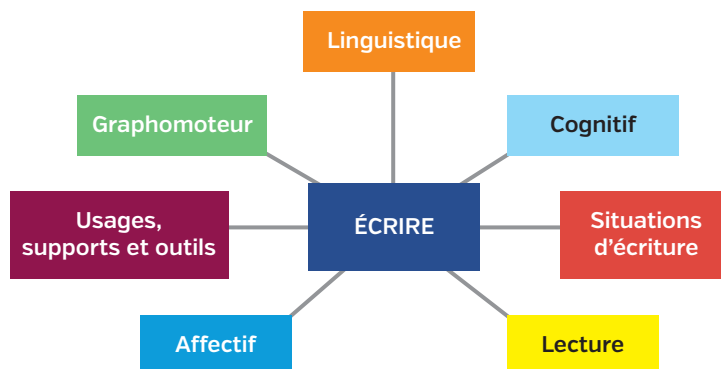 Linguistique
Graphomoteur
Cognitif
Usages,
supports et outils
ÉCRIRE
Situations
d'écriture
Affectif
Lecture